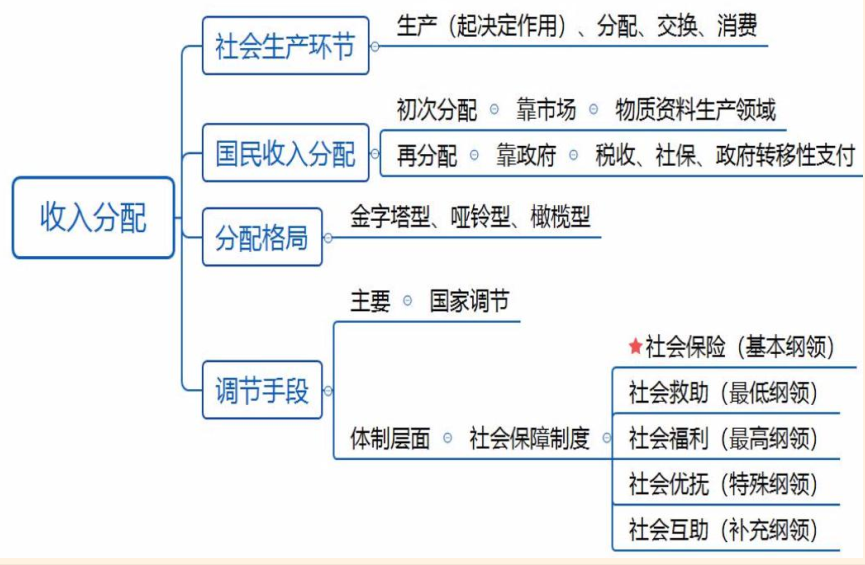 收入分配
社会生产环节
生产（起决定作用）、分配、交换、消费
国民收入分配
初次分配 靠市场 物质资料生产领域
再分配 靠政府 税收、社保、政府转移性支付
分配格局
金字塔型、哑铃型、橄榄型
调节手段
主要 国家调节
体制层面 社会保障制度
社会保险（基本纲领）
社会救助（最低纲领）
社会福利（最高纲领）
社会优抚（特殊纲领）
社会互助（补充纲领）